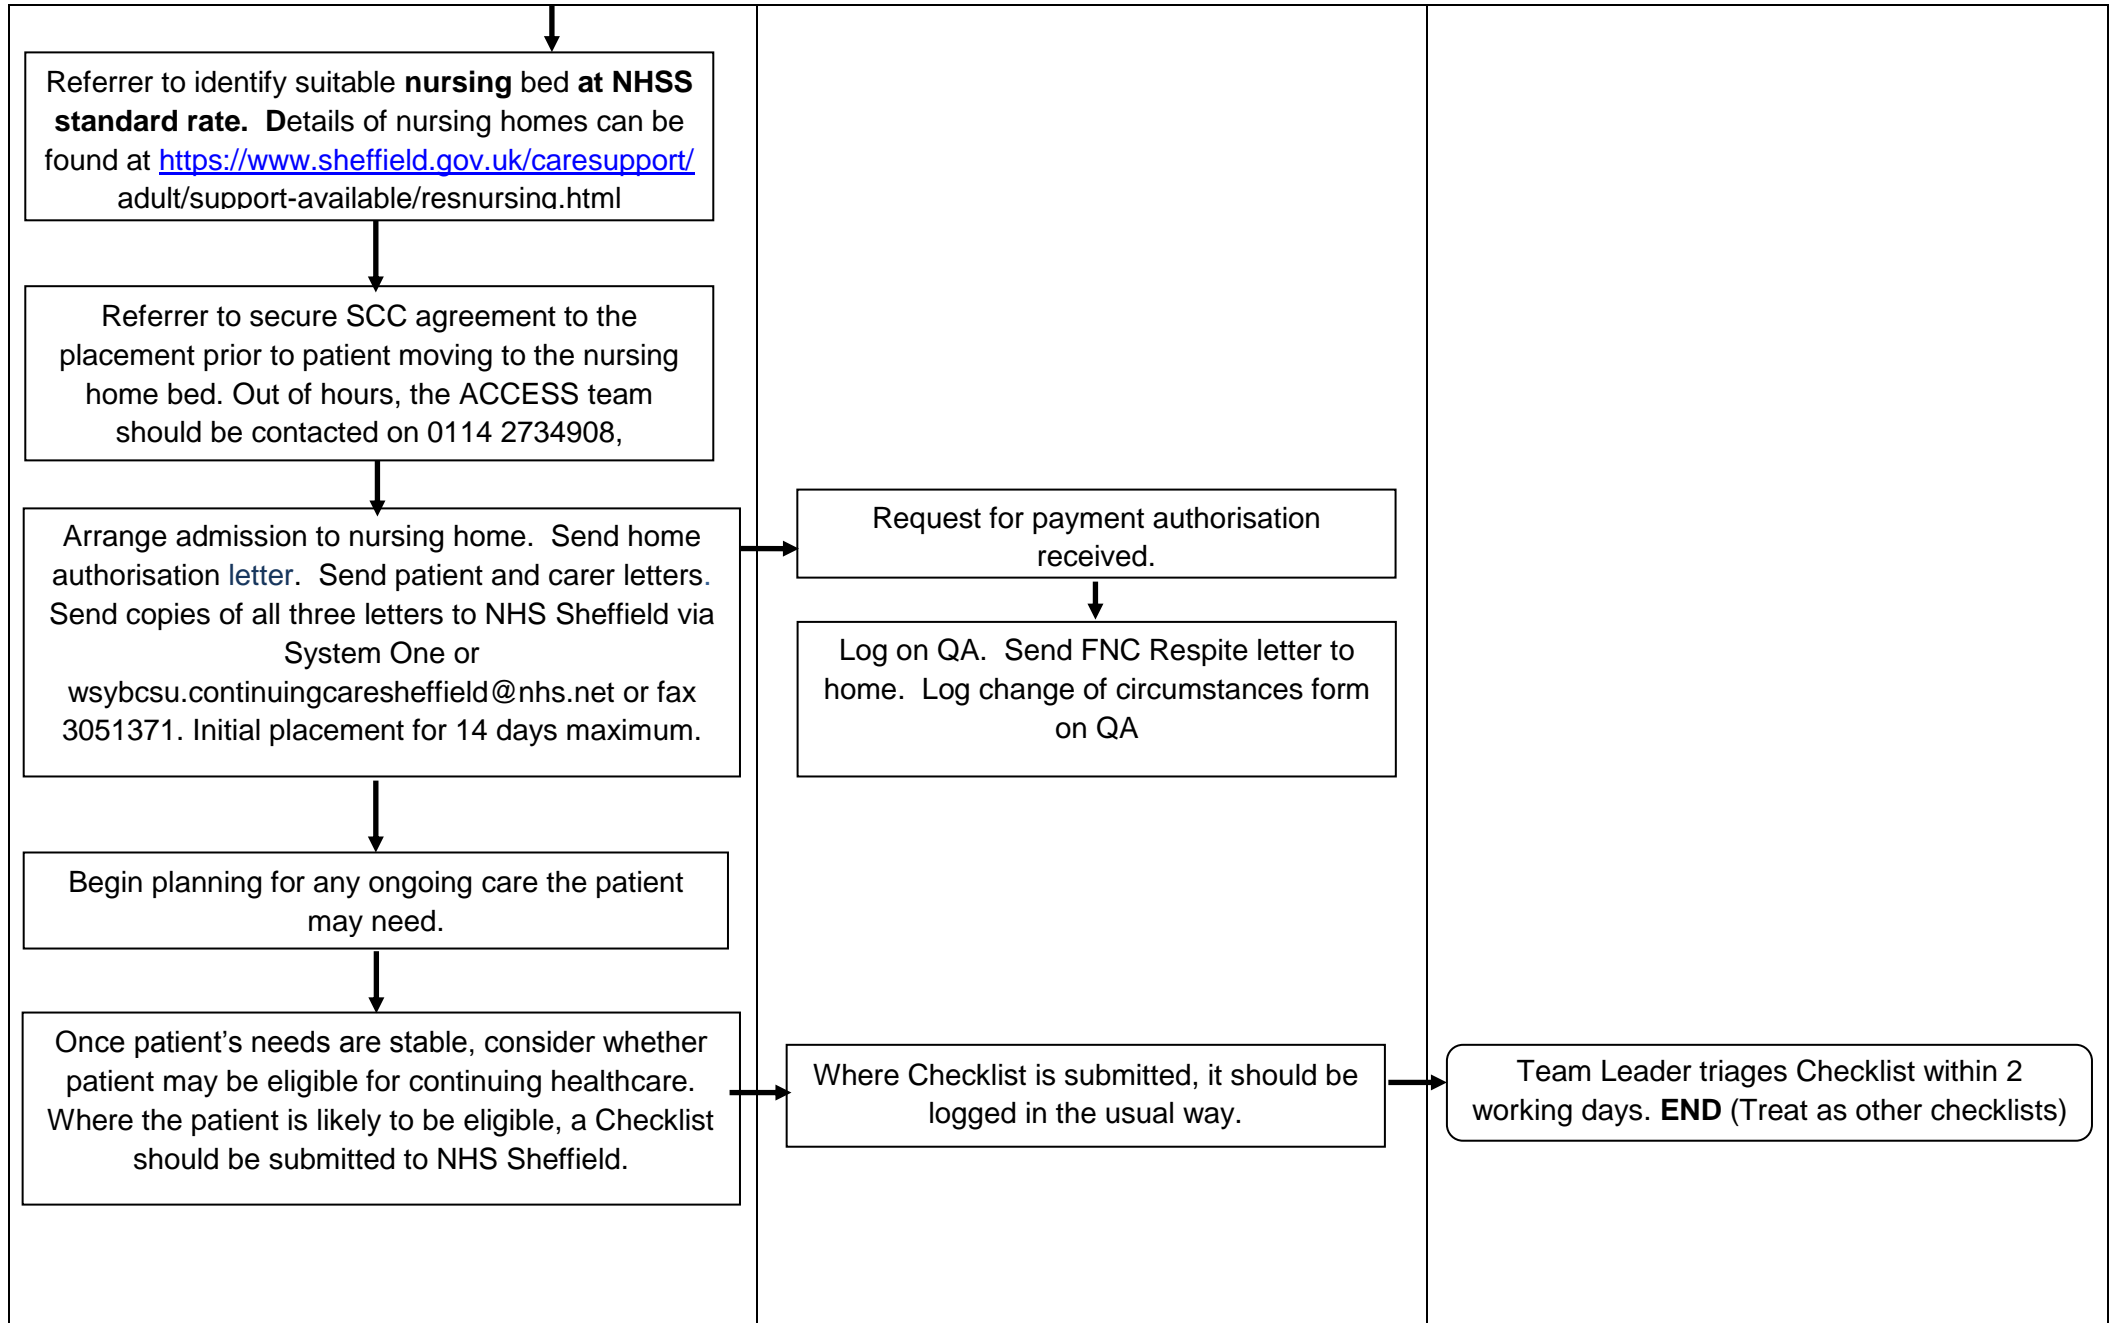 Referrer to identify suitable nursing bed at NHSS
standard rate.  Details of nursing homes can be
found at https://www.sheffield.gov.uk/caresupport/
adult/support-available/resnursing.html
Referrer to secure SCC agreement to the
placement prior to patient moving to the nursing
home bed. Out of hours, the ACCESS team
should be contacted on 0114 2734908,
Arrange admission to nursing home.  Send home
authorisation letter.  Send patient and carer letters.
Send copies of all three letters to NHS Sheffield via
System One or
wsybcsu.continuingcaresheffield@nhs.net or fax
3051371. Initial placement for 14 days maximum.
Request for payment authorisation
received.
Log on QA.  Send FNC Respite letter to
home.  Log change of circumstances form
on QA
Begin planning for any ongoing care the patient
may need.
Once patient’s needs are stable, consider whether
patient may be eligible for continuing healthcare.
Where the patient is likely to be eligible, a Checklist
should be submitted to NHS Sheffield.
Where Checklist is submitted, it should be
logged in the usual way.
Team Leader triages Checklist within 2
working days. END (Treat as other checklists)